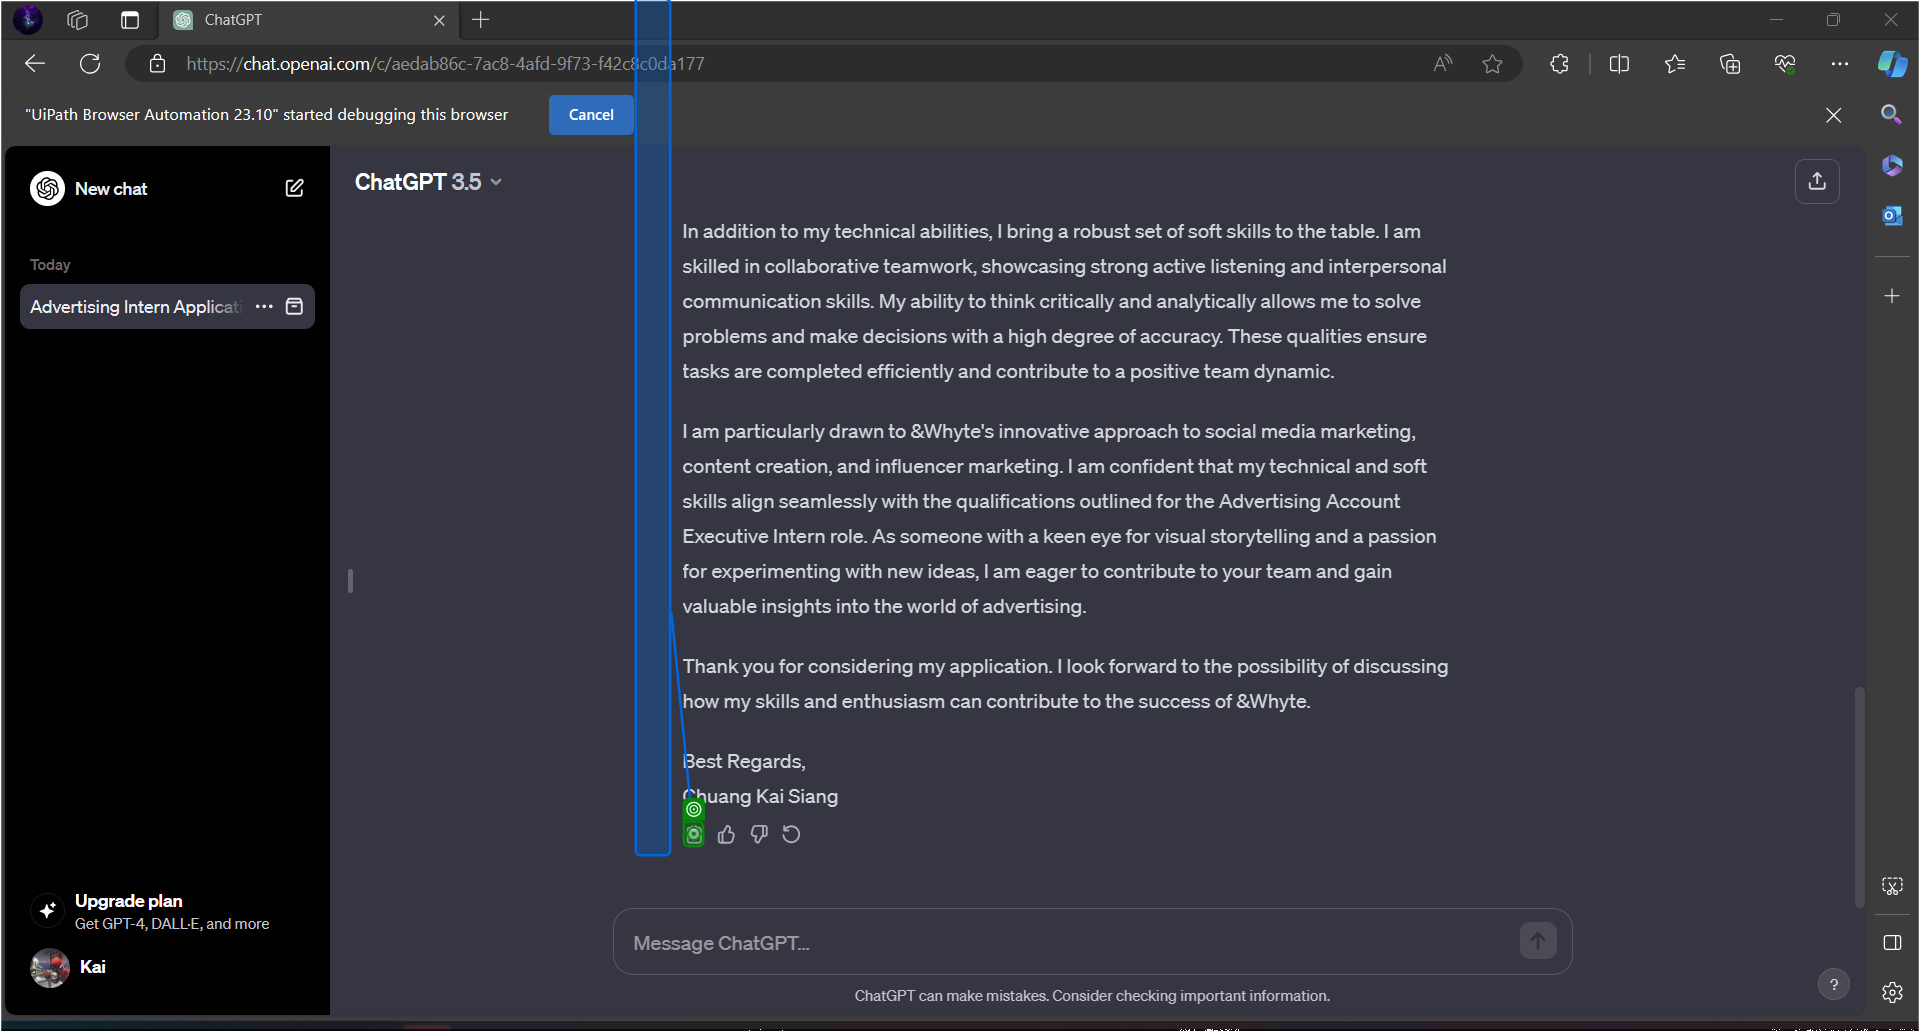 ChatGPT
https://chat.openai.com/c/aedab86c-7ac8-4afd-9f73-f42c8c0da177
"UiPath Browser Automation 23.10" started debugging this browser
Cancel
New chat
ChatGPT 3.5
Today
Advertising Intern Applicati
In addition to my technical abilities, I bring a robust set of soft skills to the table. I am
skilled in collaborative teamwork, showcasing strong active listening and interpersonal
communication skills. My ability to think critically and analytically allows me to solve
problems and make decisions with a high degree of accuracy. These qualities ensure
tasks are completed efficiently and contribute to a positive team dynamic.
I am particularly drawn to &Whyte's innovative approach to social media marketing,
content creation, and influencer marketing. I am confident that my technical and soft
skills align seamlessly with the qualifications outlined for the Advertising Account
Executive Intern role. As someone with a keen eye for visual storytelling and a passion
for experimenting with new ideas, I am eager to contribute to your team and gain
valuable insights into the world of advertising.
Thank you for considering my application. I look forward to the possibility of discussing
how my skills and enthusiasm can contribute to the success of &Whyte.
Best Regards,
Chuang Kai Siang
Upgrade plan
Get GPT-4, DALL·E, and more
Kai
Message ChatGPT...
ChatGPT can make mistakes. Consider checking important information.
?